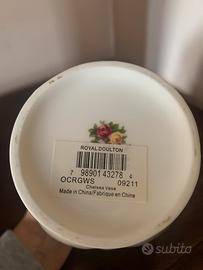 ROYAL DOULTON
7 98901 43278 4
OCRGWS 09211
Chelsea Vase
Made in China/Fabriqué en Chine
subito